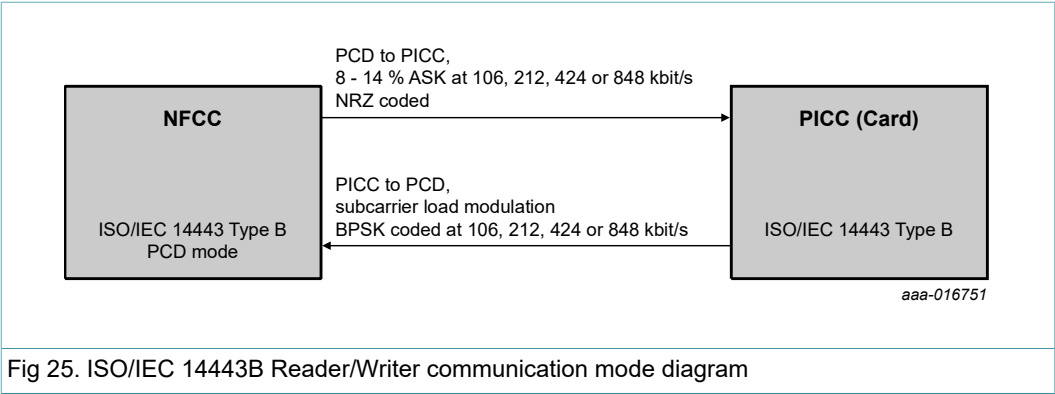 PCD to PICC,
8 - 14 % ASK at 106, 212, 424 or 848 kbit/s
NRZ coded
NFCC
PICC (Card)
PICC to PCD,
subcarrier load modulation
BPSK coded at 106, 212, 424 or 848 kbit/s
ISO/IEC 14443 Type B
PCD mode
ISO/IEC 14443 Type B
aaa-016751
Fig 25. ISO/IEC 14443B Reader/Writer communication mode diagram